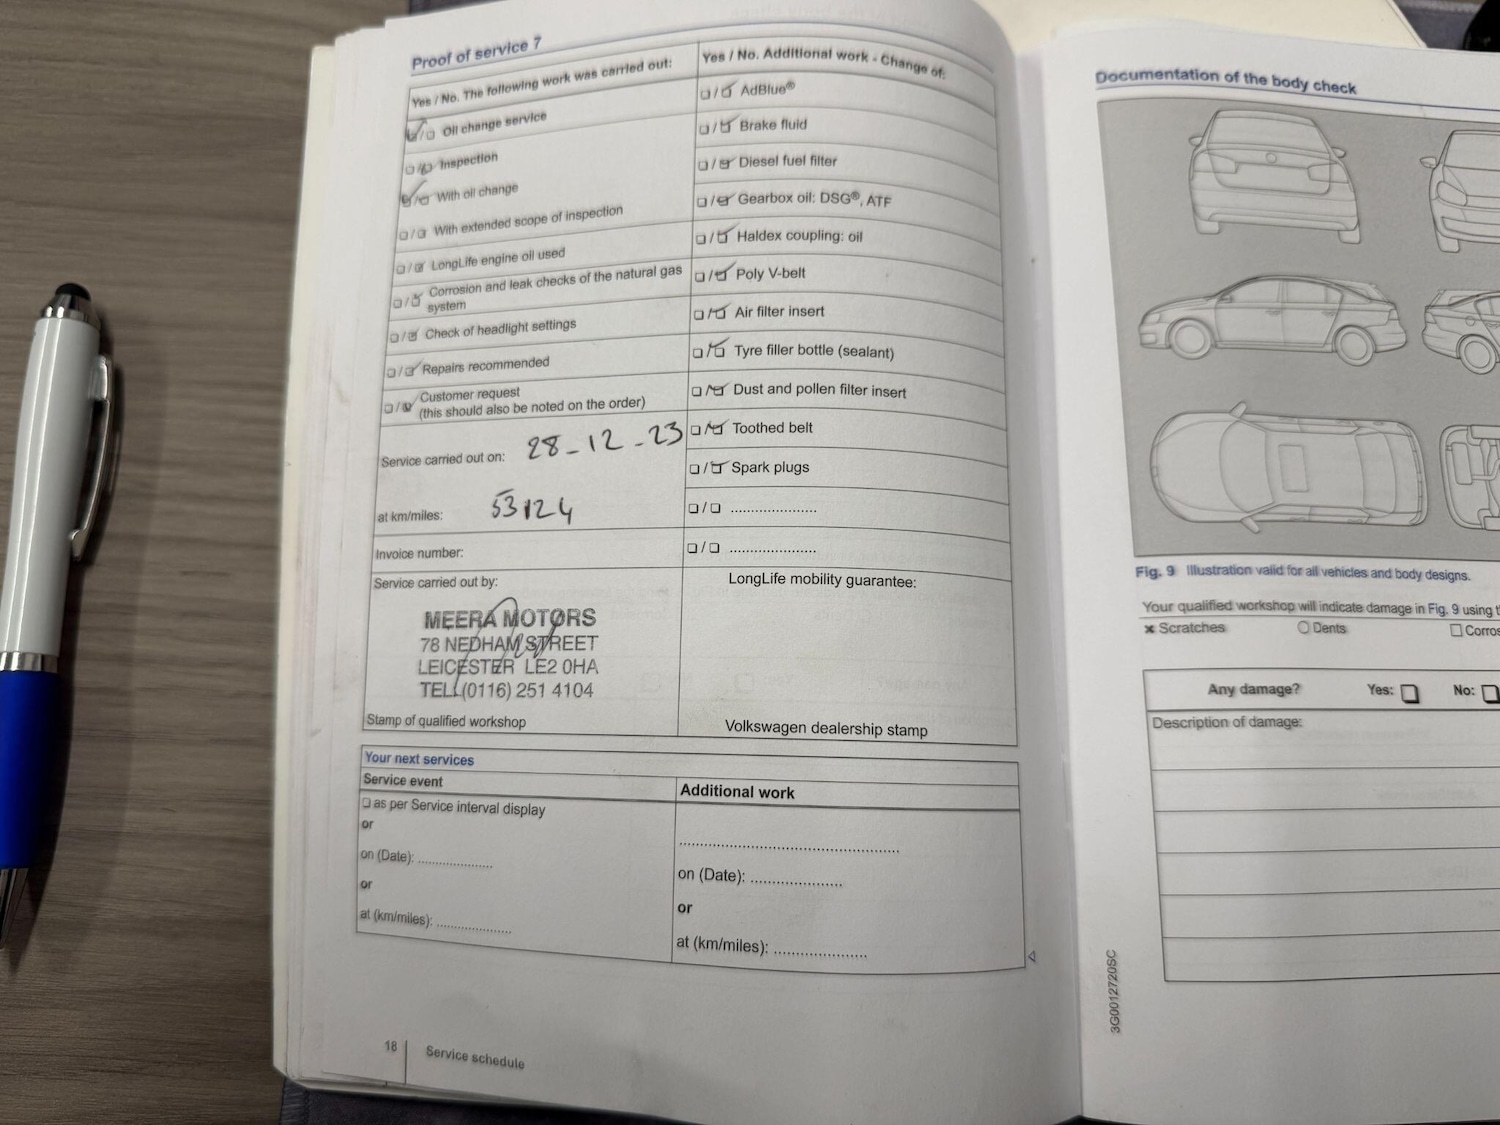 Proof of service 7
Yes / No. The following work was carried out:
Oil change service
Inspection
With oil change
With extended scope of inspection
LongLife engine oil used
Corrosion and leak checks of the natural gas
system
Check of headlight settings
Repairs recommended
Customer request
(this should also be noted on the order)
Service carried out on: 28-12-23
at km/miles: 53124
Invoice number:
Service carried out by:
MEERA MOTORS
78 NEDHAM STREET
LEICESTER LE2 0HA
TELL(0116) 251 4104
Stamp of qualified workshop
Yes / No. Additional work - Change of:
AdBlue®
Brake fluid
Diesel fuel filter
Gearbox oil: DSG®, ATF
Haldex coupling: oil
Poly V-belt
Air filter insert
Tyre filler bottle (sealant)
Dust and pollen filter insert
Toothed belt
Spark plugs
LongLife mobility guarantee:
Volkswagen dealership stamp
Your next services
Service event
as per Service interval display
or
on (Date): ....................
or
at (km/miles): ....................
Additional work
on (Date): ....................
or
at (km/miles): ....................
18
Service schedule
Documentation of the body check
Fig. 9 Illustration valid for all vehicles and body designs.
Your qualified workshop will indicate damage in Fig. 9 using
Scratches
Dents
Corros
Any damage? Yes: No:
Description of damage:
3G0012720SC